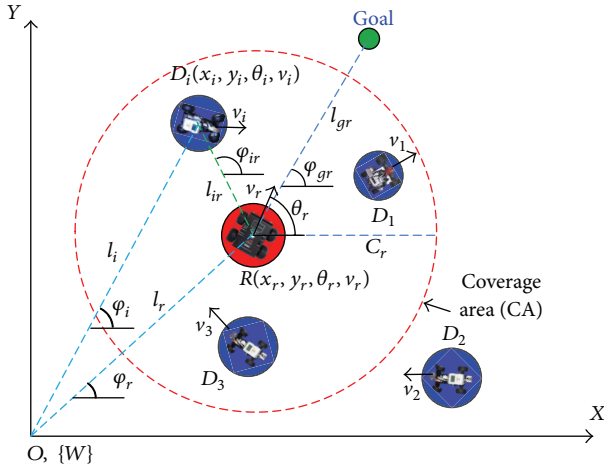 Y
Goal
D_i(x_i, y_i, θ_i, v_i)
v_i
l_gr
φ_ir
v_1
l_ir
v_r
φ_gr
θ_r
D_1
C_r
R(x_r, y_r, θ_r, v_r)
l_i
l_r
Coverage
area (CA)
φ_i
v_3
D_2
D_3
v_2
φ_r
X
O, {W}